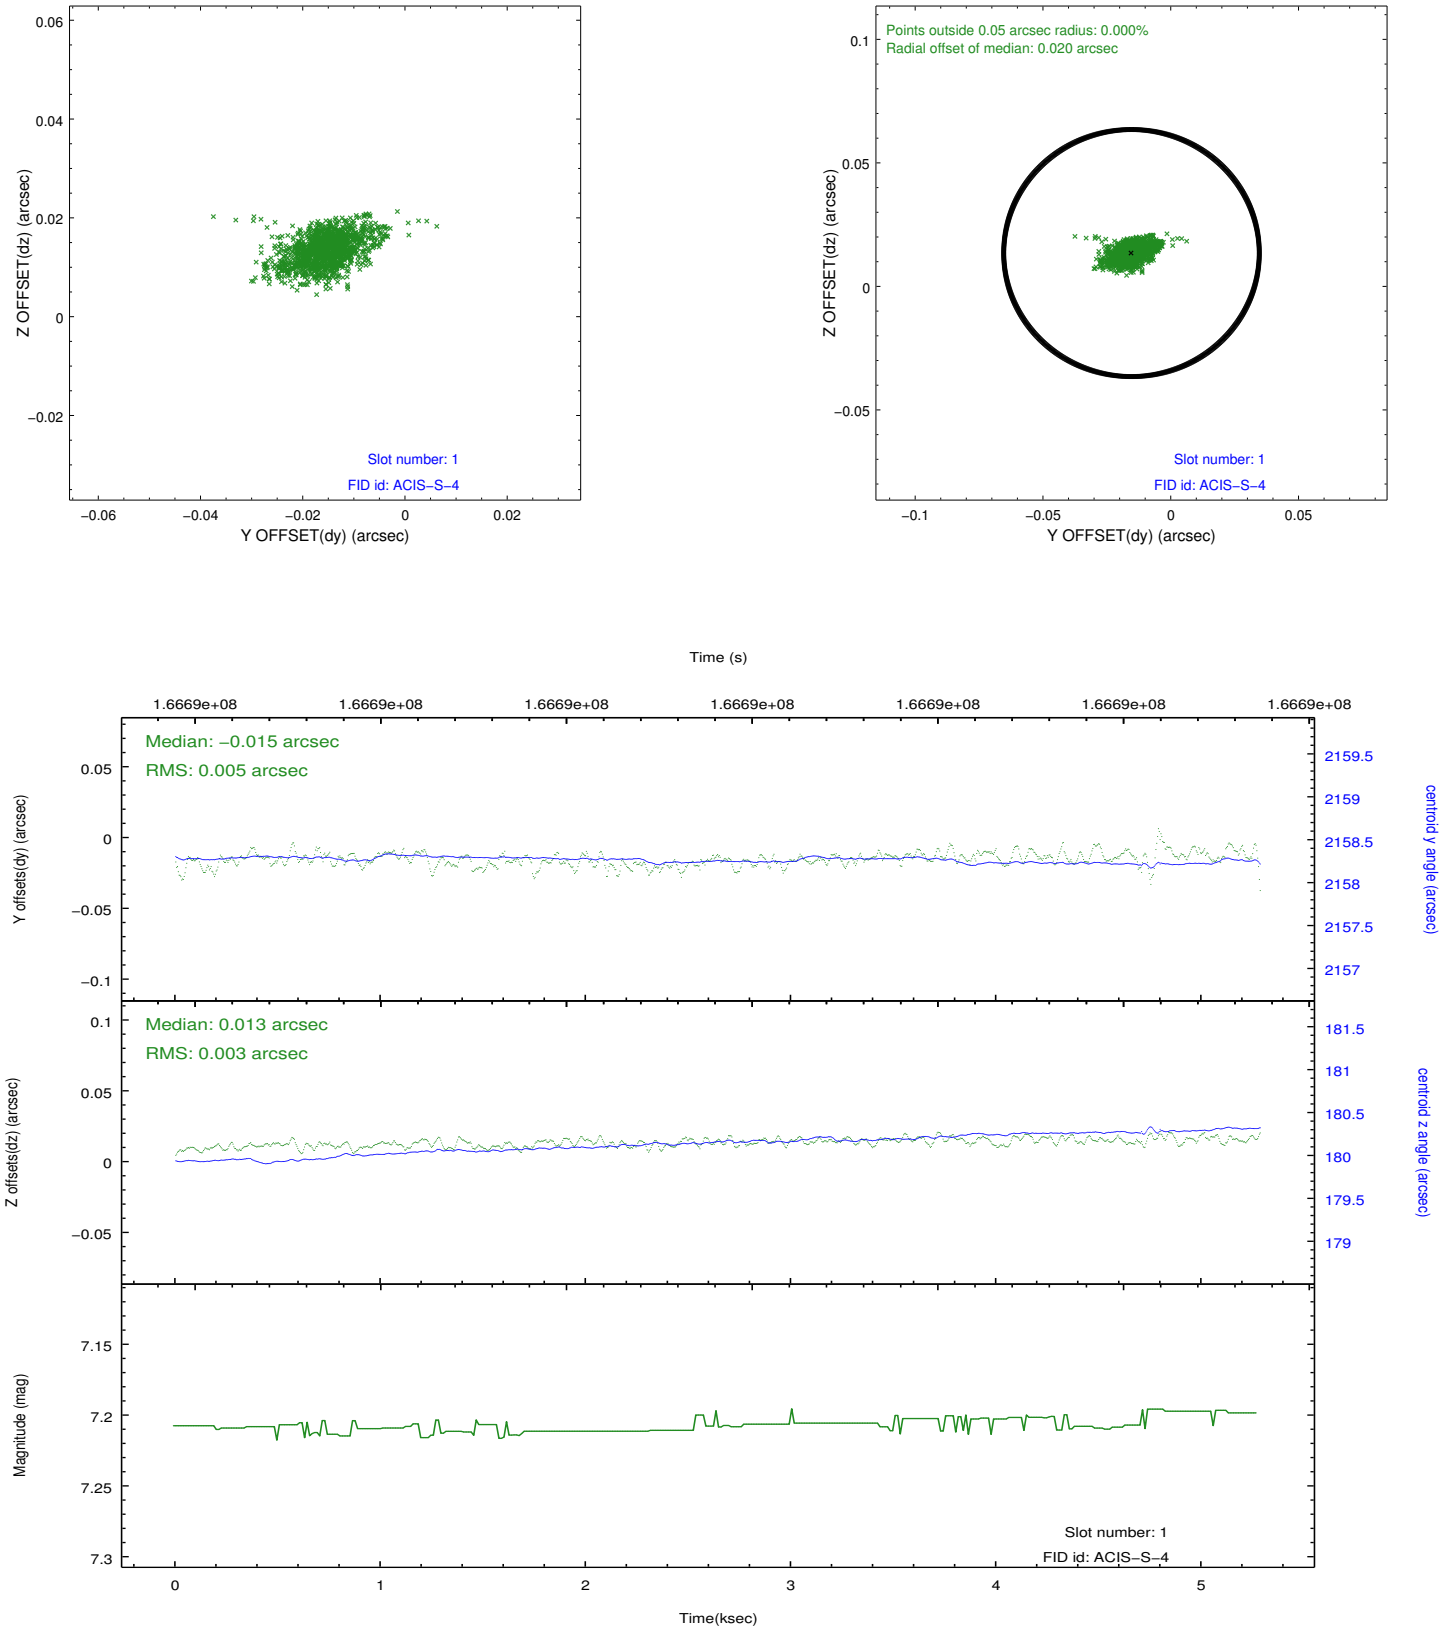 0.06
0.04
0.02
0
−0.02
Z OFFSET(dz) (arcsec)
Slot number: 1
FID id: ACIS−S−4
−0.06
−0.04
−0.02
0
0.02
Y OFFSET(dy) (arcsec)
Points outside 0.05 arcsec radius: 0.000%
Radial offset of median: 0.020 arcsec
0.1
0.05
0
−0.05
Z OFFSET(dz) (arcsec)
Slot number: 1
FID id: ACIS−S−4
−0.1
−0.05
0
0.05
Y OFFSET(dy) (arcsec)
Time (s)
1.6669e+08 1.6669e+08 1.6669e+08 1.6669e+08 1.6669e+08 1.6669e+08 1.6669e+08
Median: −0.015 arcsec
RMS: 0.005 arcsec
0.05
0
−0.05
−0.1
Y offsets(dy) (arcsec)
2159.5
2159
2158.5
2158
2157.5
2157
centroid y angle (arcsec)
Median: 0.013 arcsec
RMS: 0.003 arcsec
0.1
0.05
0
−0.05
Z offsets(dz) (arcsec)
181.5
181
180.5
180
179.5
179
centroid z angle (arcsec)
7.15
7.2
7.25
7.3
Magnitude (mag)
Slot number: 1
FID id: ACIS−S−4
0 1 2 3 4 5
Time(ksec)